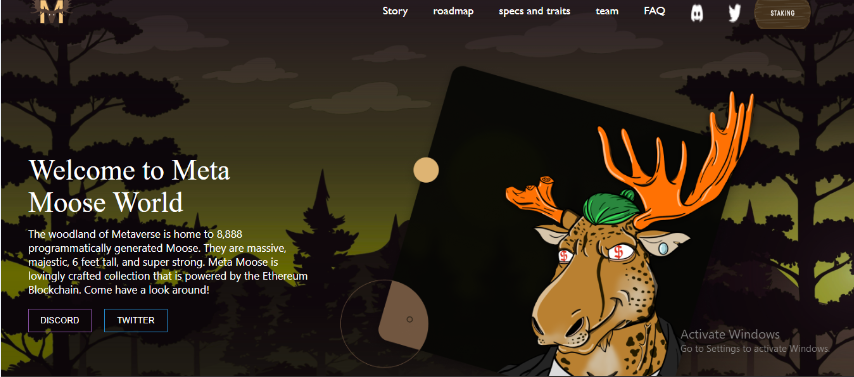 M
Story roadmap specs and traits team FAQ STAKING
Welcome to Meta
Moose World
The woodland of Metaverse is home to 8,888
programmatically generated Moose. They are massive,
majestic, 6 feet tall, and super strong. Meta Moose is
lovingly crafted collection that is powered by the Ethereum
Blockchain. Come have a look around!
DISCORD TWITTER
$ $
Activate Windows
Go to Settings to activate Windows.